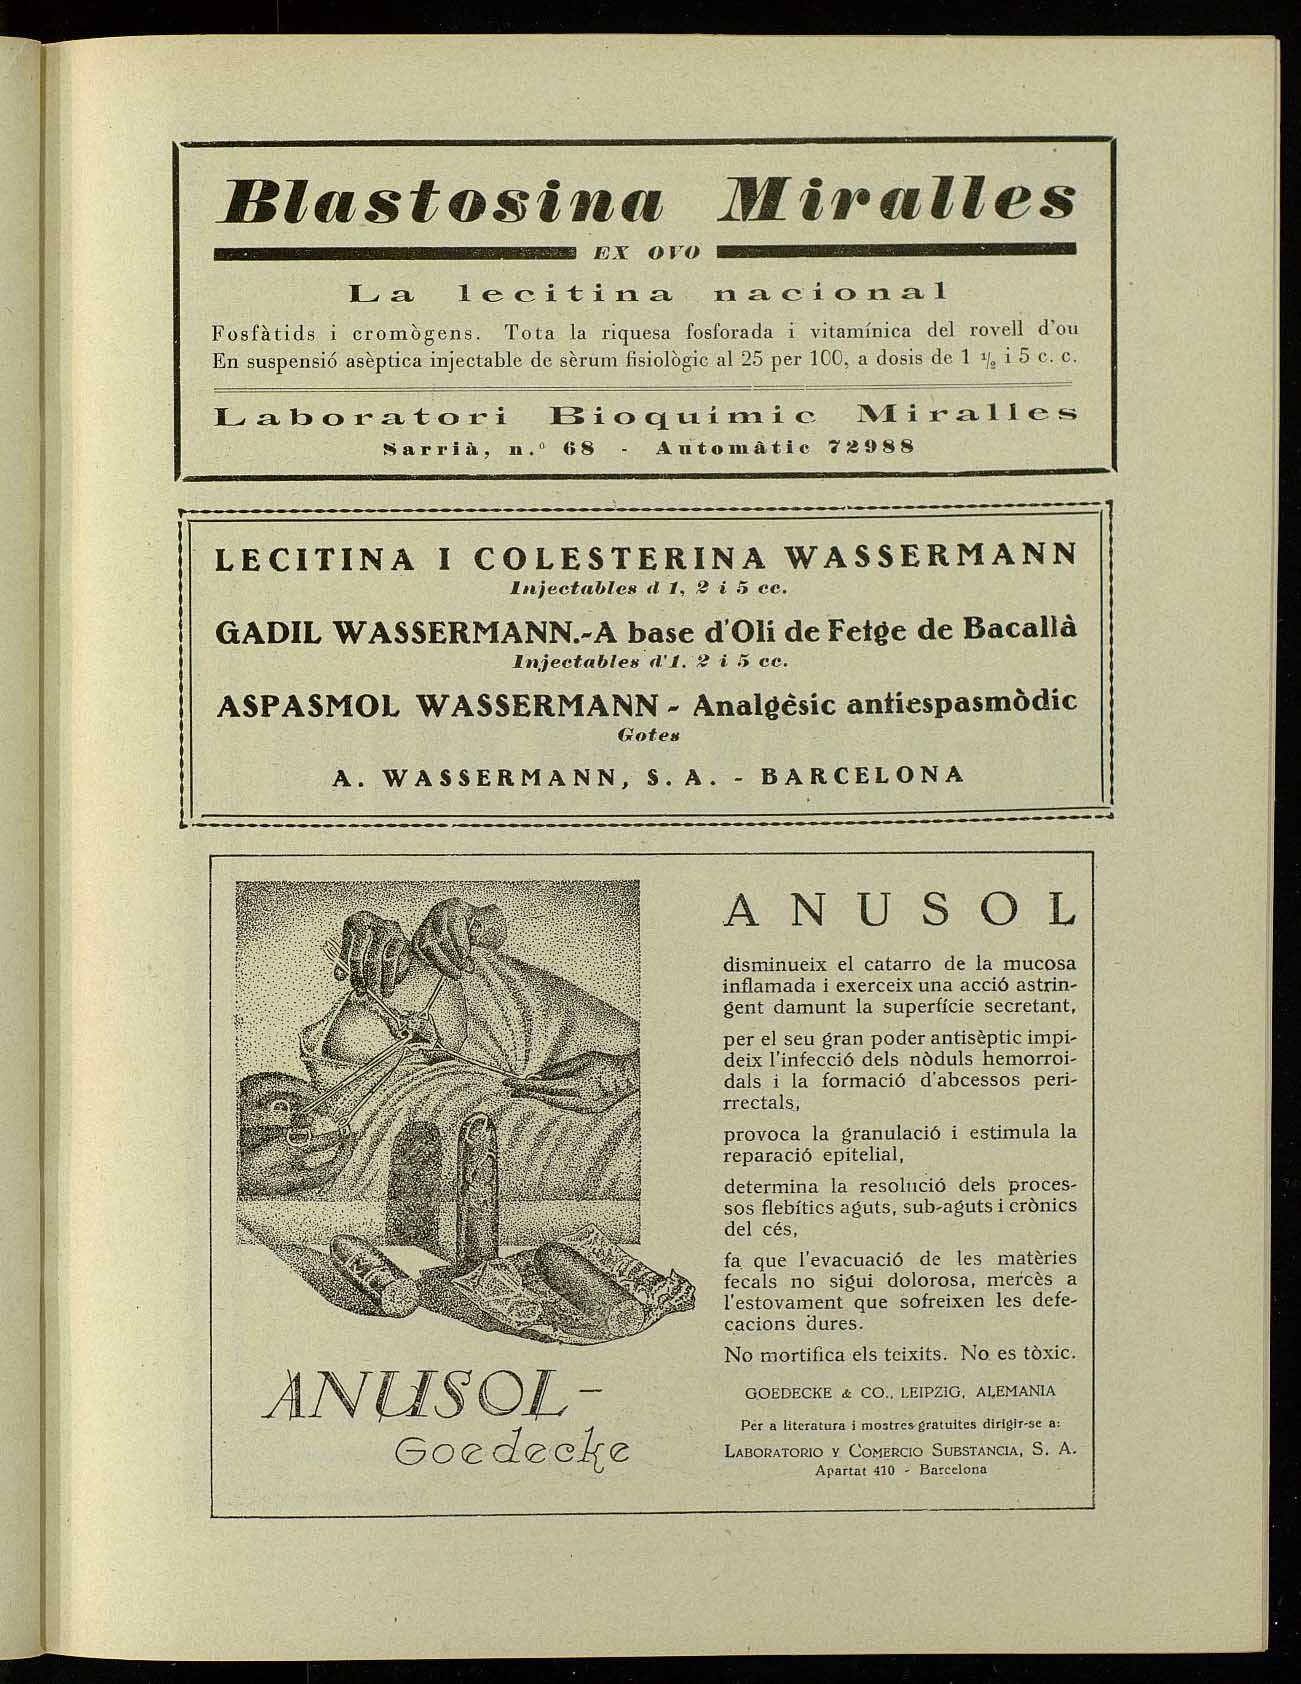 Blastosina Miralles
EX OVO
La lecitina nacional
Fosfàtids i cromògens. Tota la riquesa fosforada i vitamínica del rovell d'ou
En suspensió asèptica injectable de sèrum fisiològic al 25 per 100, a dosis de 1 1/2 i 5 c. c.
Laboratori Bioquímic Miralles
Sarrià, n.º 68 - Automâtic 72988
LECITINA I COLESTERINA WASSERMANN
Injectables d 1, 2 i 5 cc.
GADIL WASSERMANN.-A base d'Oli de Fetge de Bacallà
Injectables d'1. 2 i 5 cc.
ASPASMOL WASSERMANN - Analgèsic antiespasmòdic
Gotes
A. WASSERMANN, S. A. - BARCELONA
ANUSOL
disminueix el catarro de la mucosa
inflamada i exerceix una acció astrin-
gent damunt la superfície secretant,
per el seu gran poder antisèptic impi-
deix l'infecció dels nòduls hemorroi-
dals i la formació d'abcessos peri-
rrectals,
provoca la granulació i estimula la
reparació epitelial,
determina la resolució dels proces-
sos flebítics aguts, sub-aguts i crònics
del cés,
fa que l'evacuació de les matèries
fecals no sigui dolorosa, mercès a
l'estovament que sofreixen les defe-
cacions dures.
No mortifica els teixits. No es tòxic.
GOEDECKE & CO., LEIPZIG, ALEMANIA
Per a literatura i mostres gratuites dirigir-se a:
LABORATORIO Y COMERCIO SUBSTANCIA, S. A.
Apartat 410 - Barcelona
ANUSOL-
Goedecke